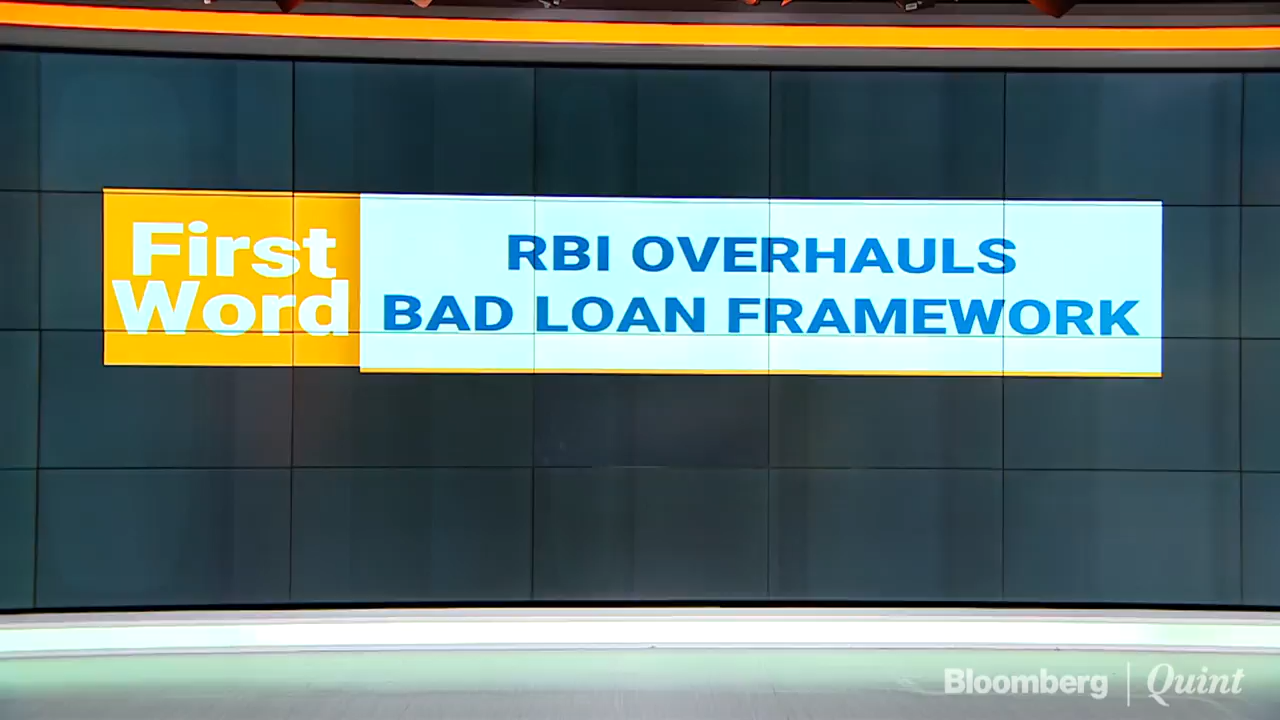 First
Word
RBI OVERHAULS
BAD LOAN FRAMEWORK
Bloomberg | Quint